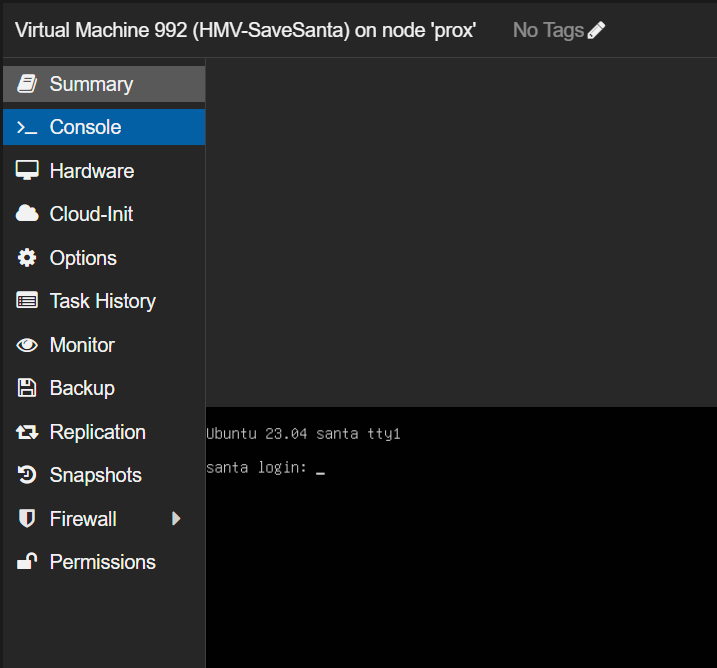 Virtual Machine 992 (HMV-SaveSanta) on node 'prox' No Tags
Summary
Console
Hardware
Cloud-Init
Options
Task History
Monitor
Backup
Replication
Snapshots
Firewall
Permissions
Ubuntu 23.04 santa tty1
santa login: _